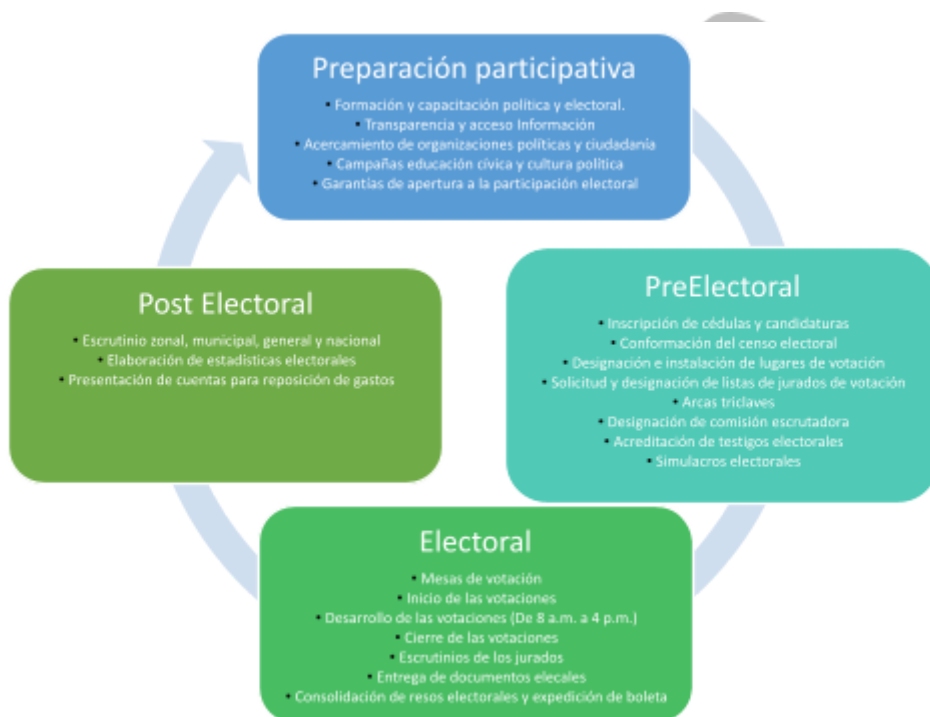 Preparación participativa
• Formación y capacitación política y electoral.
• Transparencia y acceso Información
• Acercamiento de organizaciones políticas y ciudadanía
• Campañas educación cívica y cultura política
• Garantías de apertura a la participación electoral
PreElectoral
• Inscripción de cédulas y candidaturas
• Conformación del censo electoral
• Designación e instalación de lugares de votación
• Solicitud y designación de listas de jurados de votación
• Arcas triclaves
• Designación de comisión escrutadora
• Acreditación de testigos electorales
• Simulacros electorales
Electoral
• Mesas de votación
• Inicio de las votaciones
• Desarrollo de las votaciones (De 8 a.m. a 4 p.m.)
• Cierre de las votaciones
• Escrutinios de los jurados
• Entrega de documentos elecales
• Consolidación de resos electorales y expedición de boleta
Post Electoral
• Escrutinio zonal, municipal, general y nacional
• Elaboración de estadísticas electorales
• Presentación de cuentas para reposición de gastos